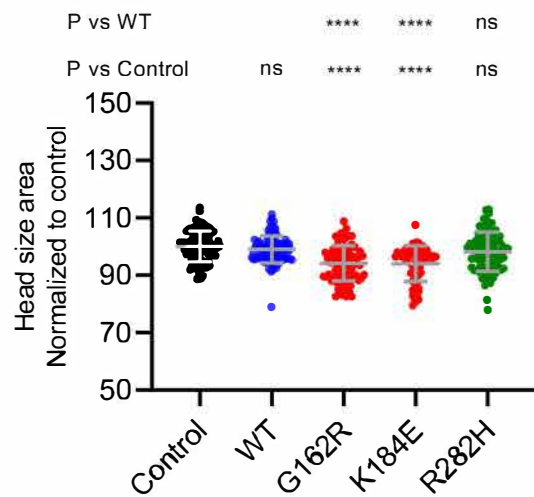 P vs WT **** **** ns
P vs Control ns **** **** ns
Head size area
Normalized to control
150
130
110
90
70
50
Control WT G162R K184E R282H